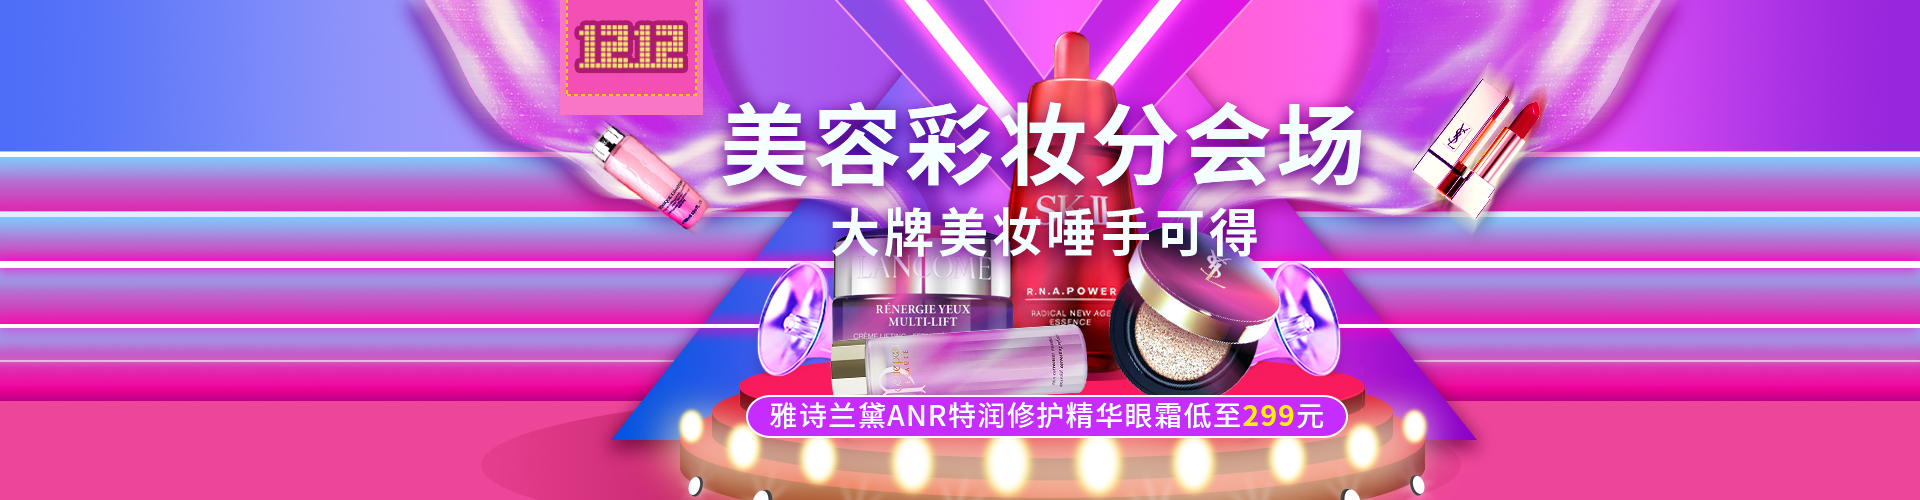 1212
美容彩妆分会场
SK-II
大牌美妆唾手可得
LANCOME
R.N.A.POWER
RADICAL NEW AGE
ESSENCE
RÉNERGIE YEUX
MULTI-LIFT
雅诗兰黛ANR特润修护精华眼霜低至299元